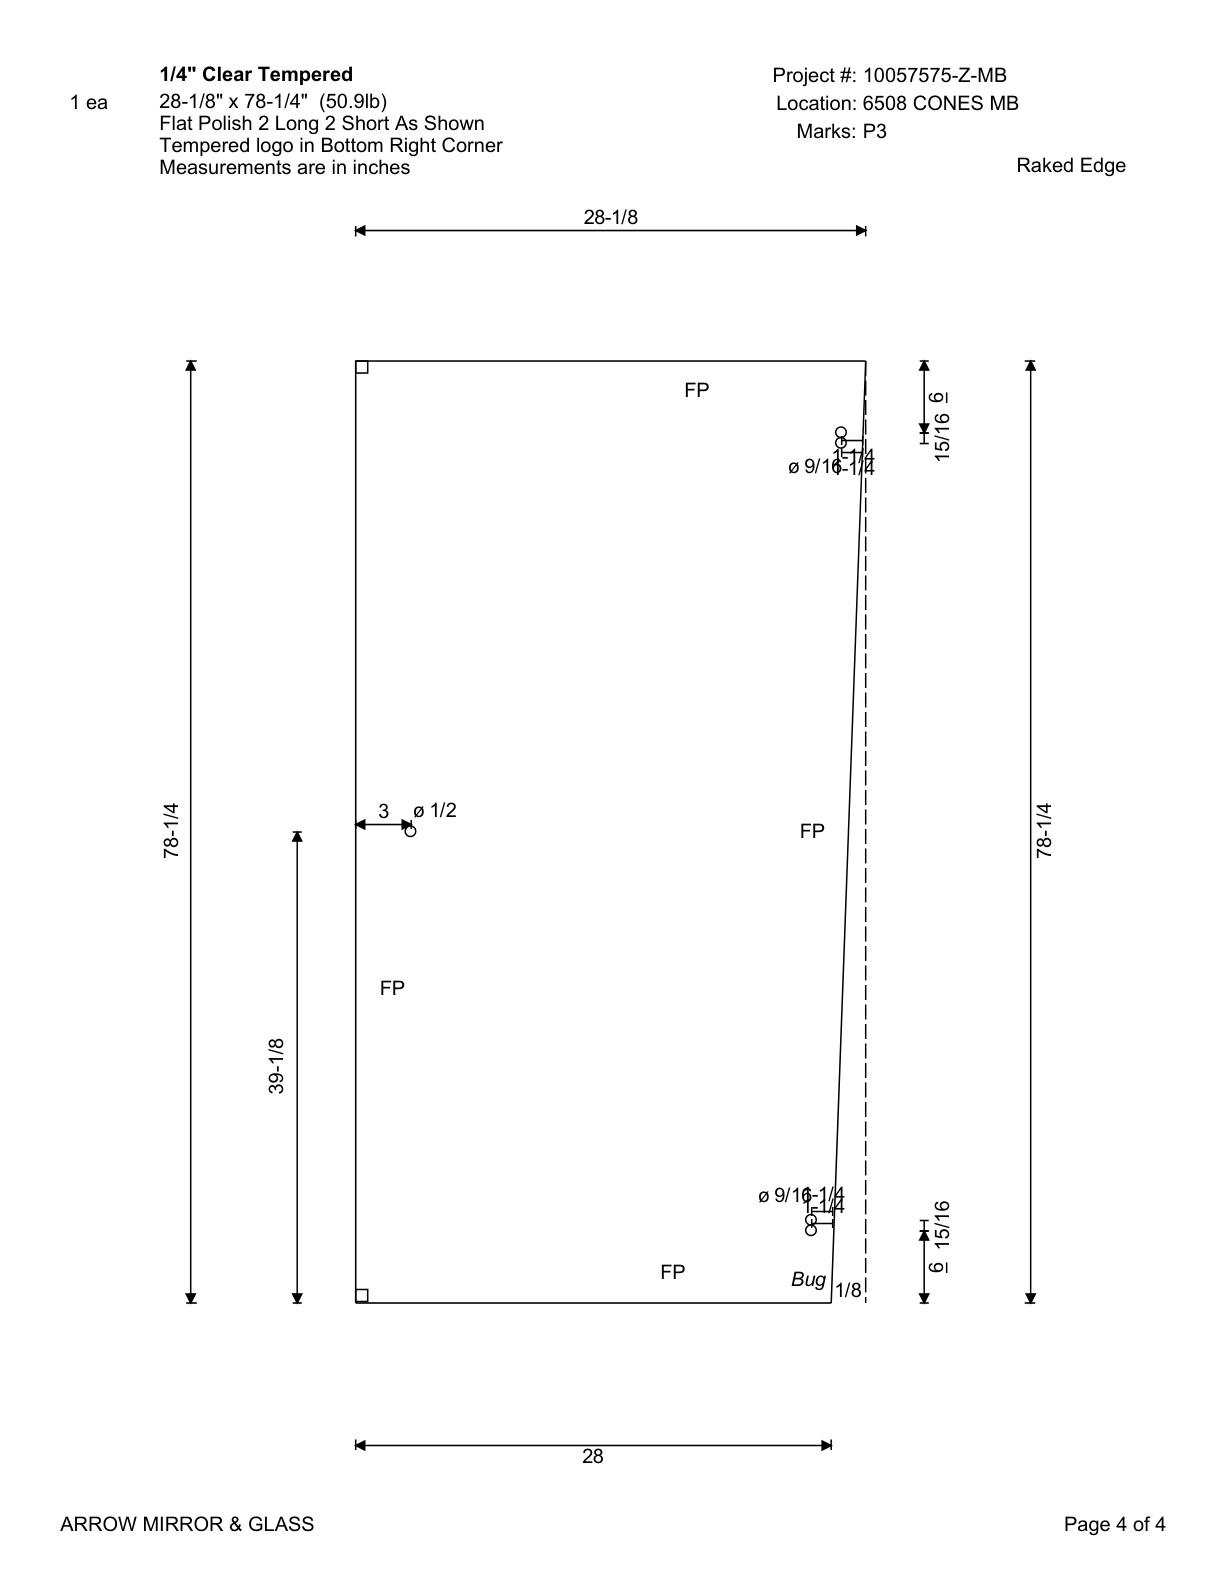 1/4" Clear Tempered
1 ea
28-1/8" x 78-1/4" (50.9lb)
Flat Polish 2 Long 2 Short As Shown
Tempered logo in Bottom Right Corner
Measurements are in inches
Project #: 10057575-Z-MB
Location: 6508 CONES MB
Marks: P3
Raked Edge
28-1/8
FP
6
15/16
1-1/4
ø 9/16
1-1/4
3
ø 1/2
78-1/4
FP
78-1/4
FP
39-1/8
ø 9/16
1-1/4
1-1/4
15/16
6
FP
Bug
1/8
28
ARROW MIRROR & GLASS
Page 4 of 4